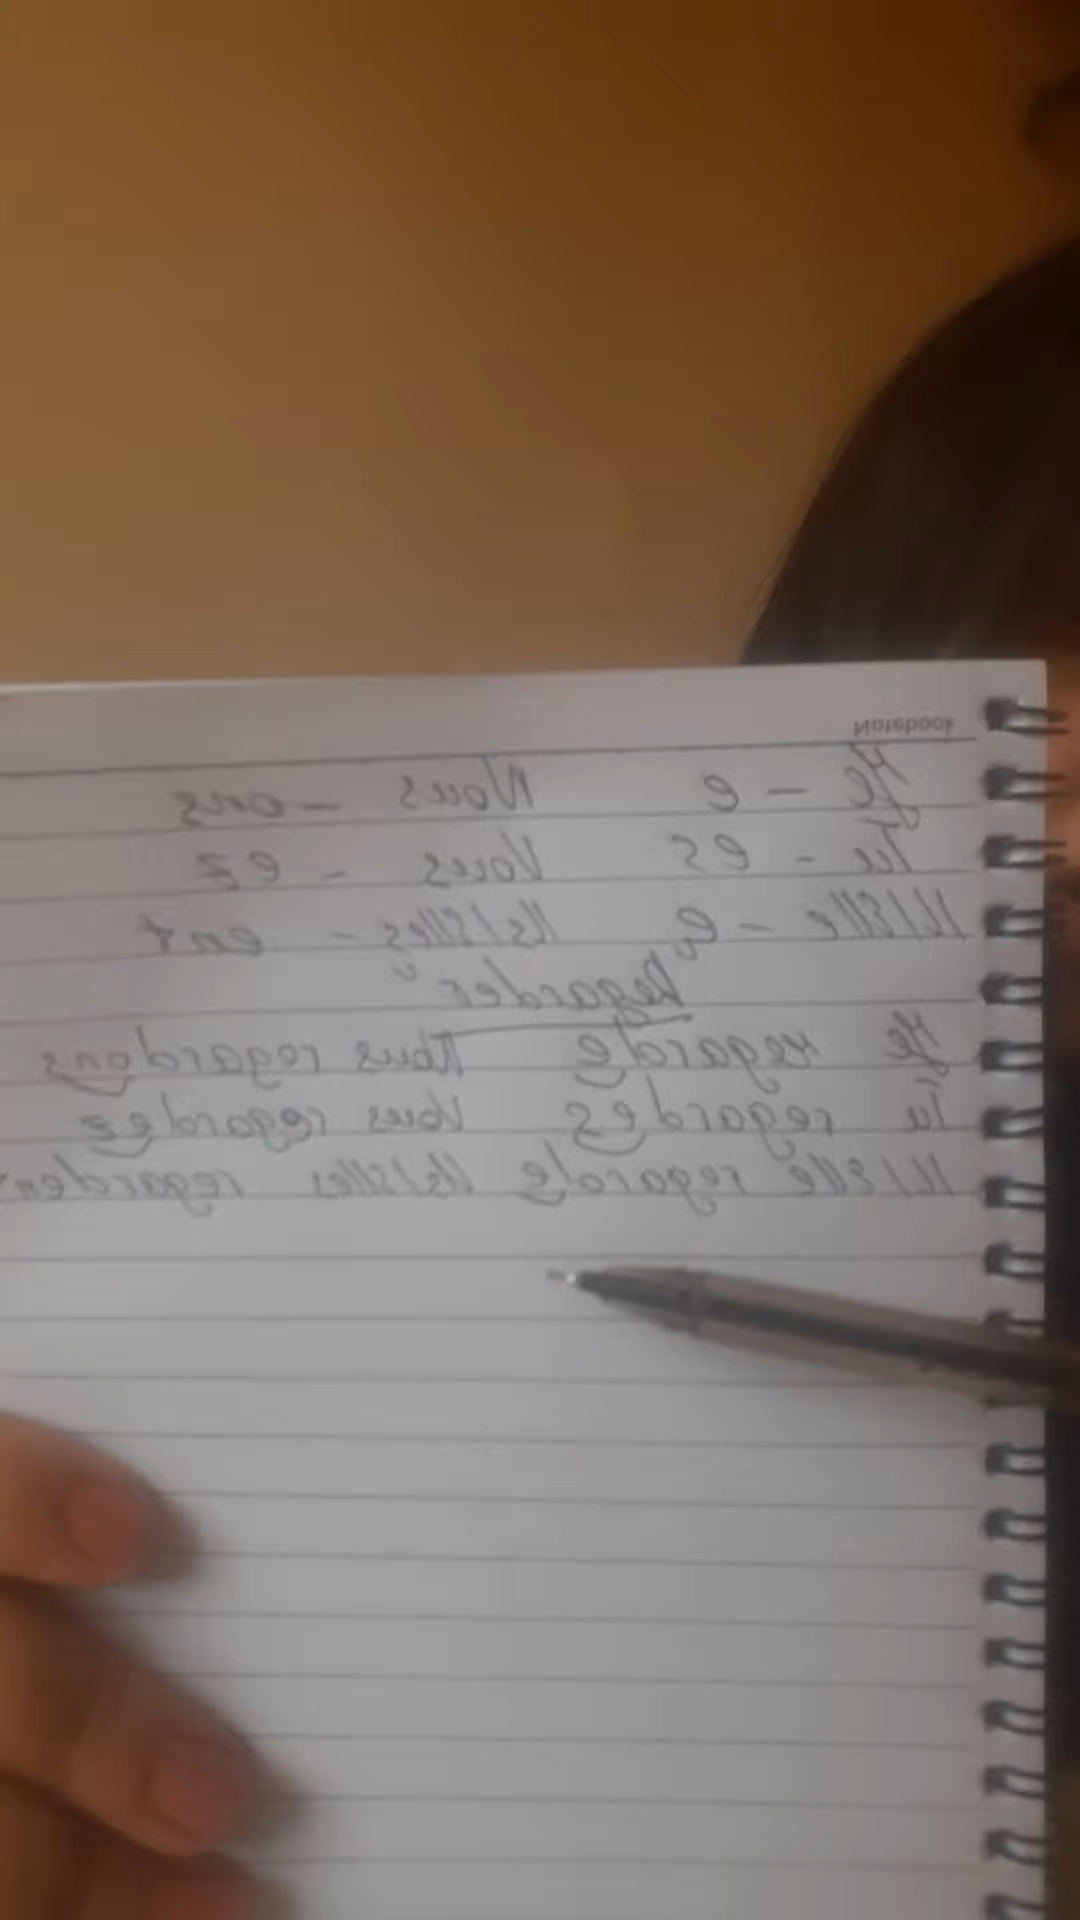 Notebook
Je - e Nous - ons
Tu - es Vous - ez
Il/Elle - e Ils/Elles - ent
Regarder
Je regarde Nous regardons
Tu regardes Vous regardez
Il/Elle regarde Ils/Elles regardent